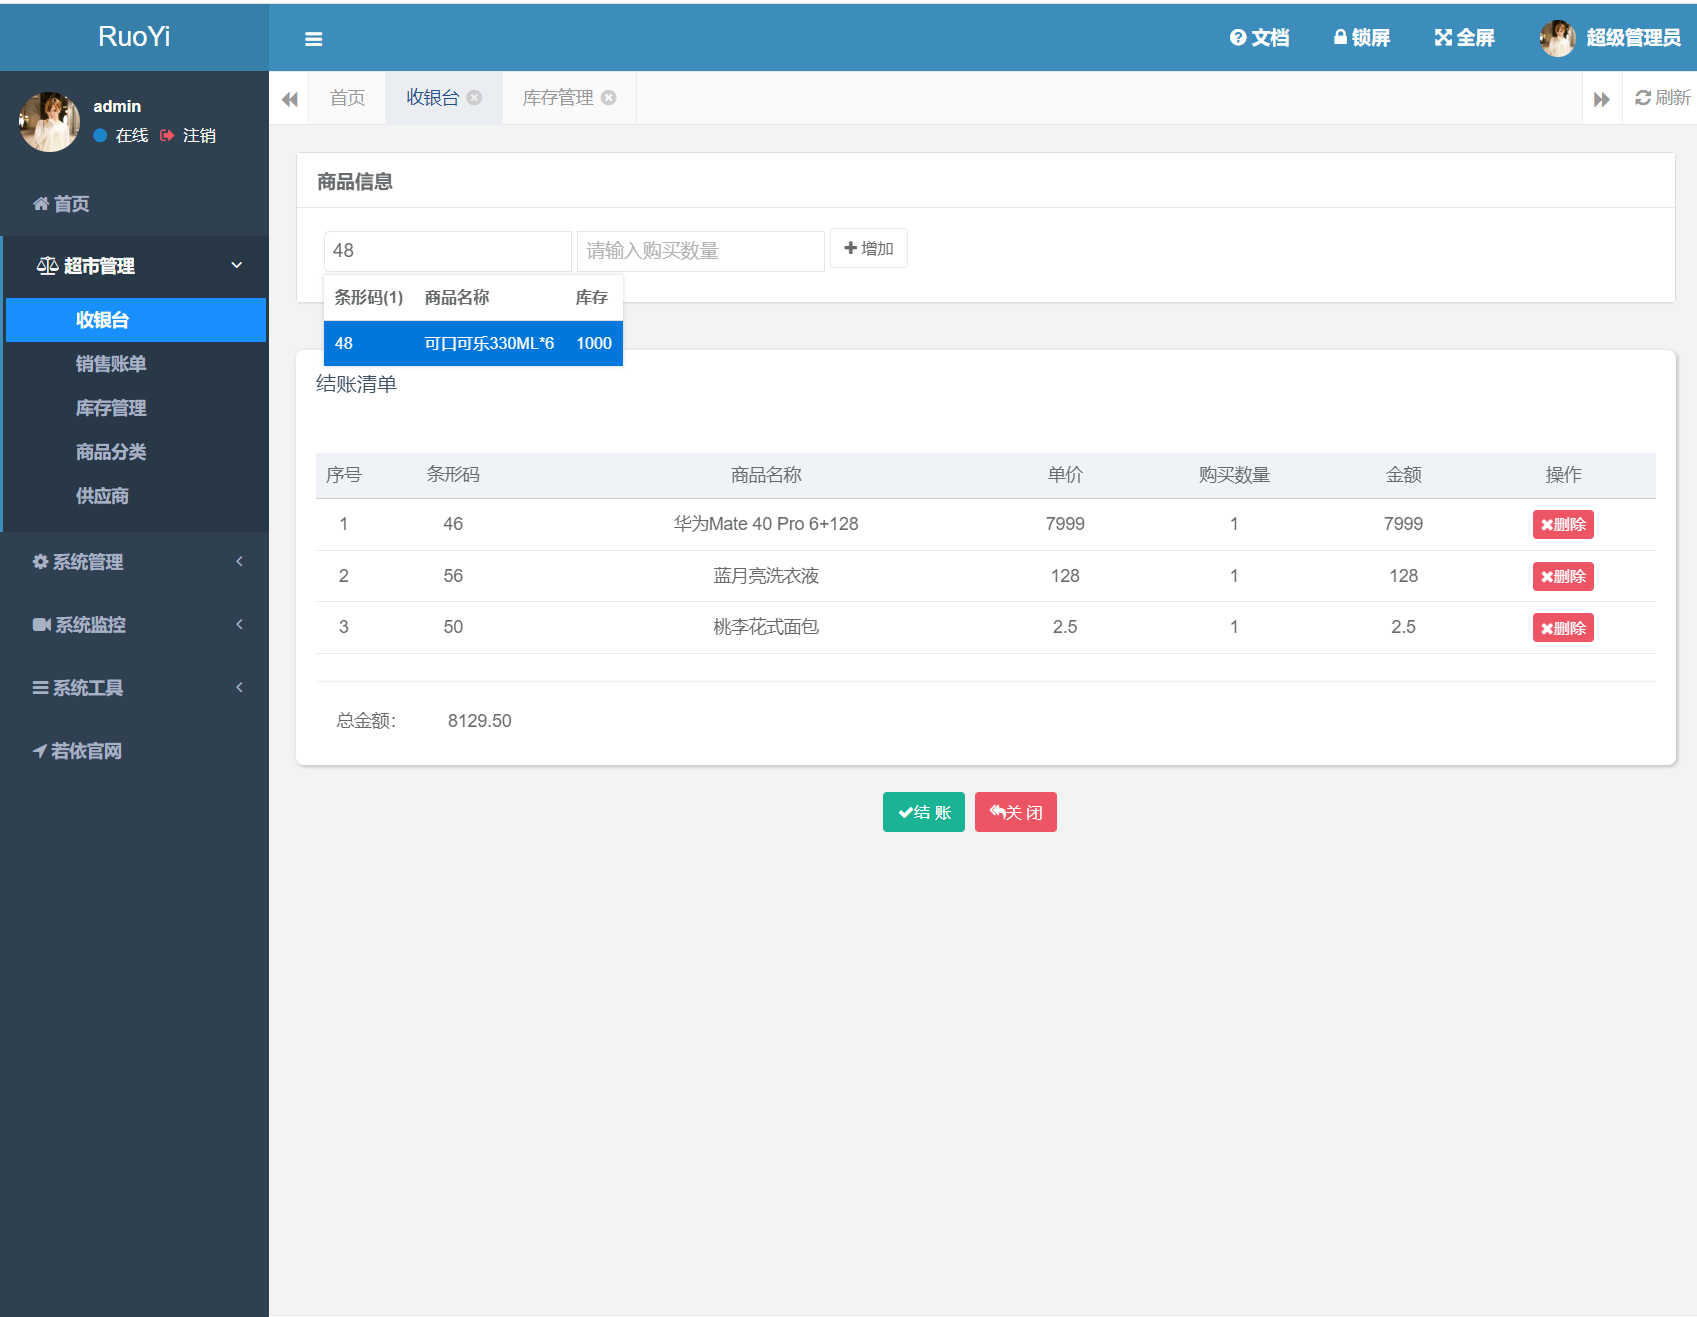 RuoYi
文档 锁屏 全屏 超级管理员
admin
在线 注销
首页 收银台 库存管理 刷新
首页
超市管理
收银台
销售账单
库存管理
商品分类
供应商
系统管理
系统监控
系统工具
若依官网
商品信息
48 请输入购买数量 增加
条形码(1) 商品名称 库存
48 可口可乐330ML*6 1000
结账清单
序号 条形码 商品名称 单价 购买数量 金额 操作
1 46 华为Mate 40 Pro 6+128 7999 1 7999 删除
2 56 蓝月亮洗衣液 128 1 128 删除
3 50 桃李花式面包 2.5 1 2.5 删除
总金额： 8129.50
结 账 关 闭